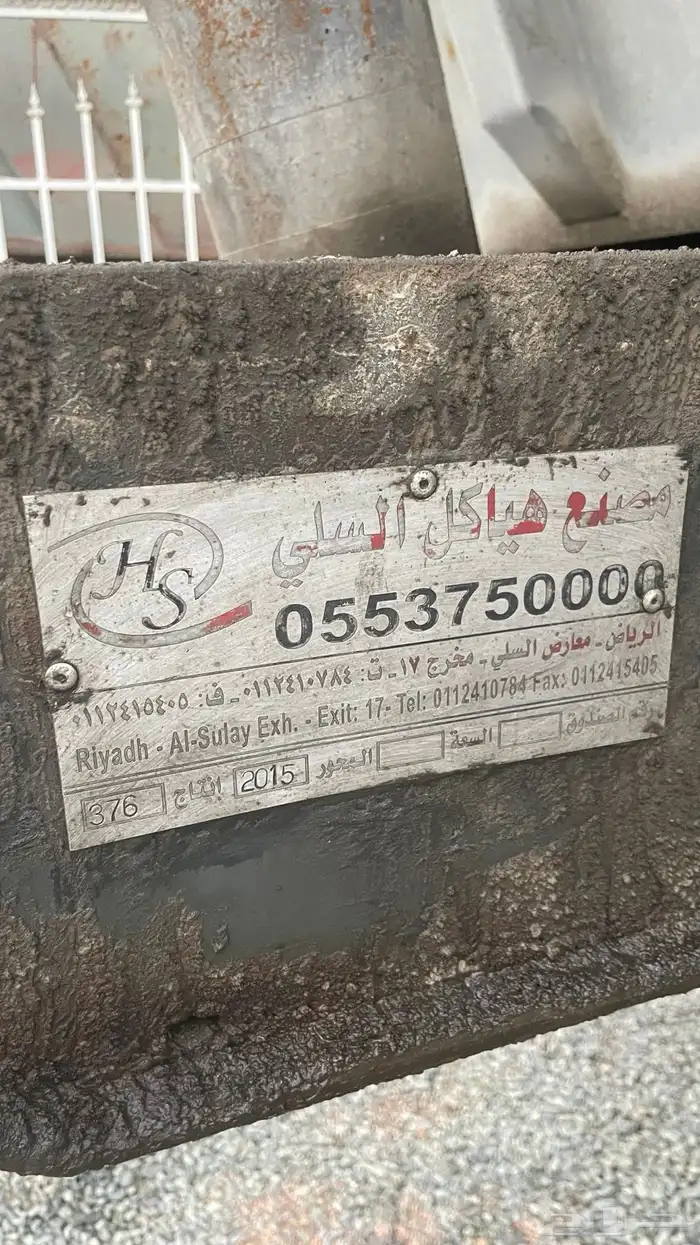 HS
مصنع هياكل السلي
0553750000
الرياض - معارض السلي - مخرج ١٧ - ت: ٠١١٢٤١٠٧٨٤ - ف: ٠١١٢٤١٥٤٠٥
Riyadh - Al-Sulay Exh. - Exit: 17- Tel: 0112410784 Fax: 0112415405
رقم الصندوق السعة المحور 2015 إنتاج 376